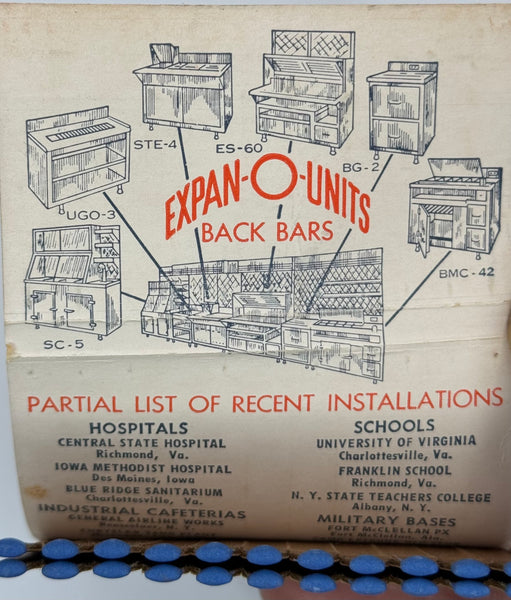 STE-4
ES-60
BG-2
UGO-3
EXPAN-O-UNITS
BACK BARS
BMC-42
SC-5
PARTIAL LIST OF RECENT INSTALLATIONS
HOSPITALS
CENTRAL STATE HOSPITAL
Richmond, Va.
IOWA METHODIST HOSPITAL
Des Moines, Iowa
BLUE RIDGE SANITARIUM
Charlottesville, Va.
INDUSTRIAL CAFETERIAS
GENERAL AIRLINE WORKS
N. Y.
SCHOOLS
UNIVERSITY OF VIRGINIA
Charlottesville, Va.
FRANKLIN SCHOOL
Richmond, Va.
N. Y. STATE TEACHERS COLLEGE
Albany, N. Y.
MILITARY BASES
FORT McCLELLAN PX
Fort McClellan, Ala.